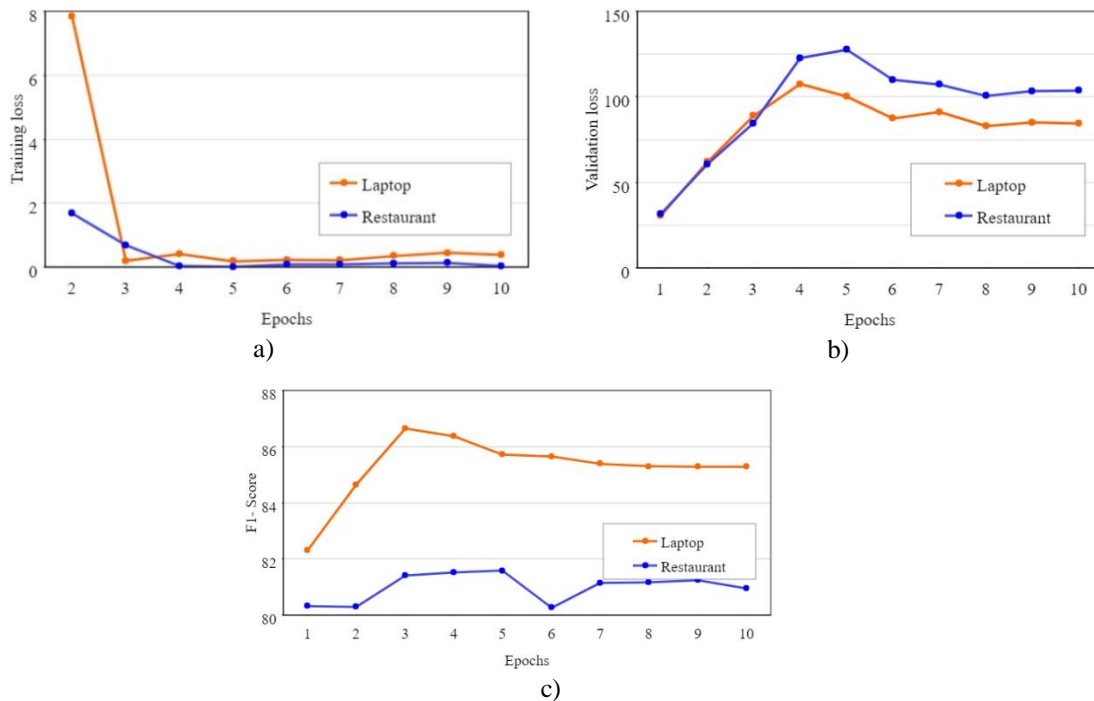 8
6
4
2
0
Training loss
Laptop
Restaurant
2 3 4 5 6 7 8 9 10
Epochs
a)
150
100
50
0
Validation loss
Laptop
Restaurant
1 2 3 4 5 6 7 8 9 10
Epochs
b)
88
86
84
82
80
F1- Score
Laptop
Restaurant
1 2 3 4 5 6 7 8 9 10
Epochs
c)